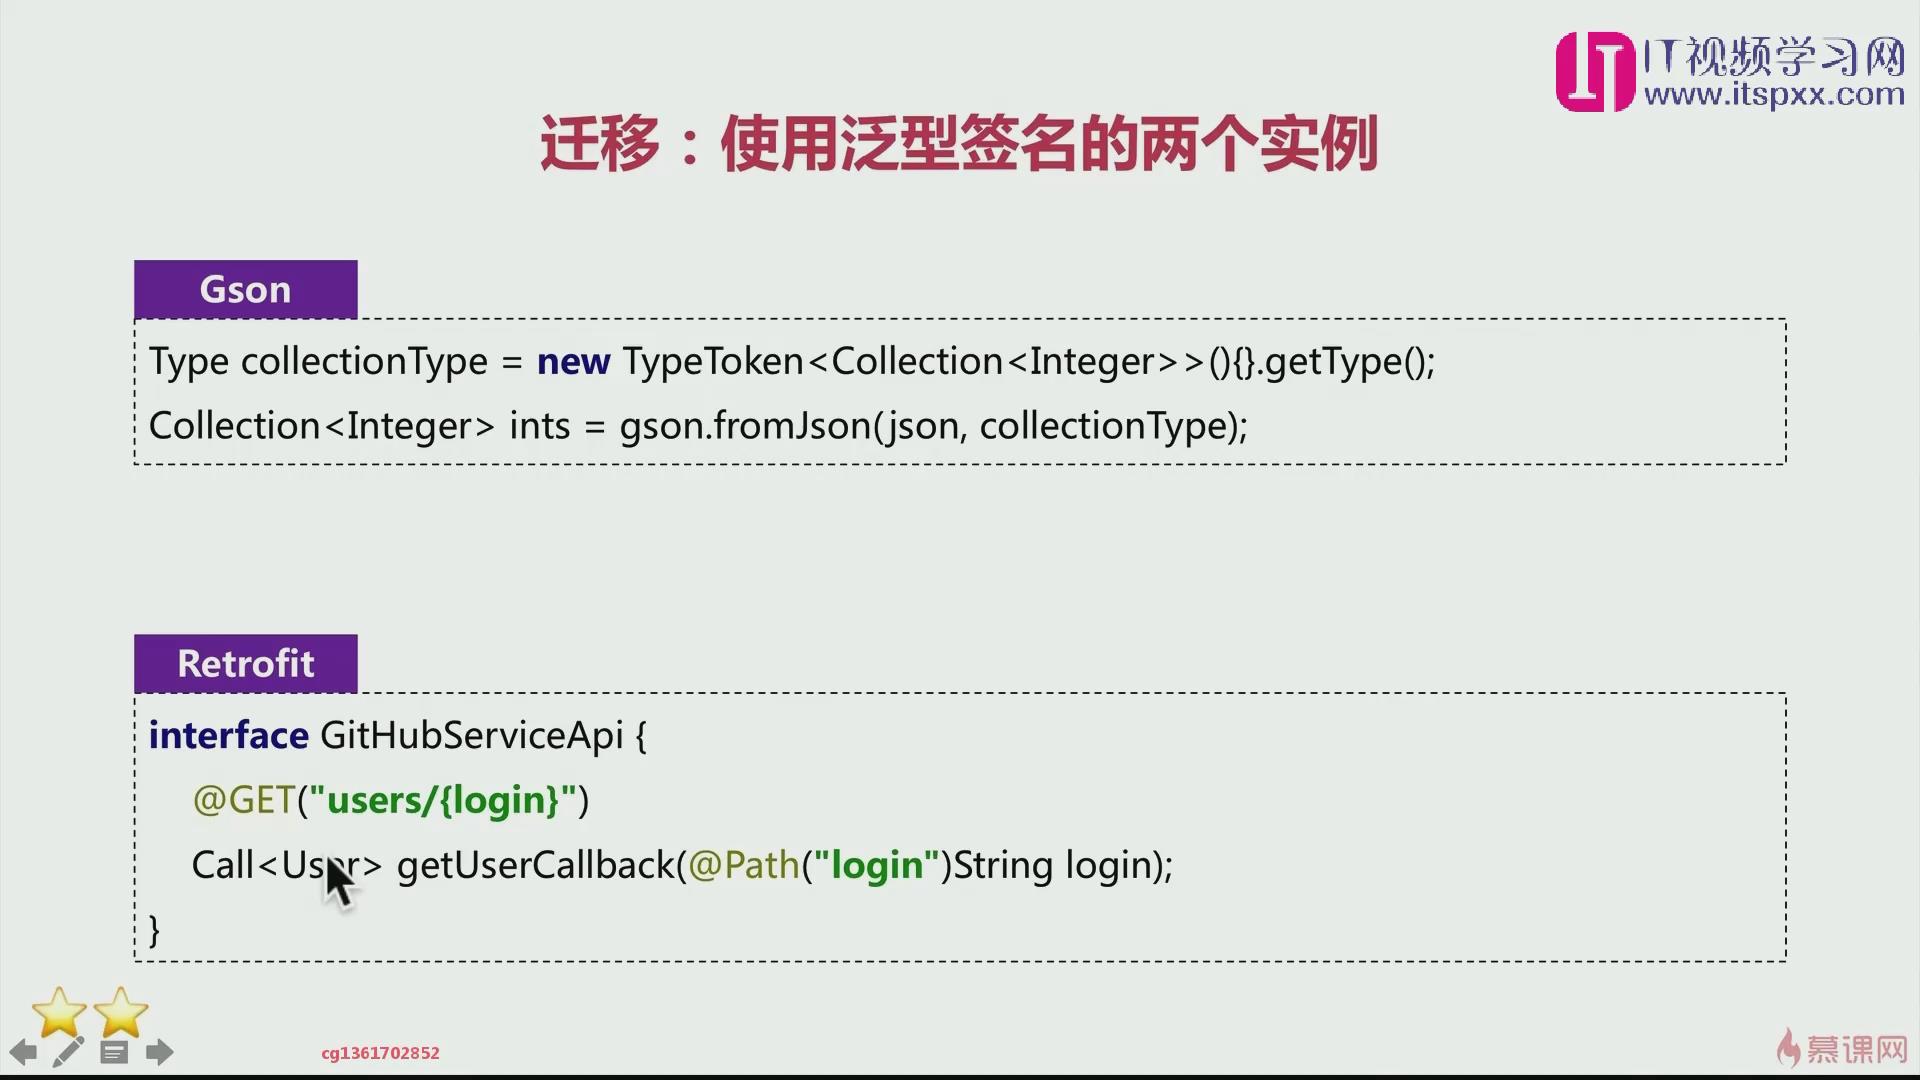 IT视频学习网
www.itspxx.com
迁移：使用泛型签名的两个实例
Gson
Type collectionType = new TypeToken<Collection<Integer>>(){}.getType();
Collection<Integer> ints = gson.fromJson(json, collectionType);
Retrofit
interface GitHubServiceApi {
@GET("users/{login}")
Call<User> getUserCallback(@Path("login")String login);
}
cg1361702852
慕课网